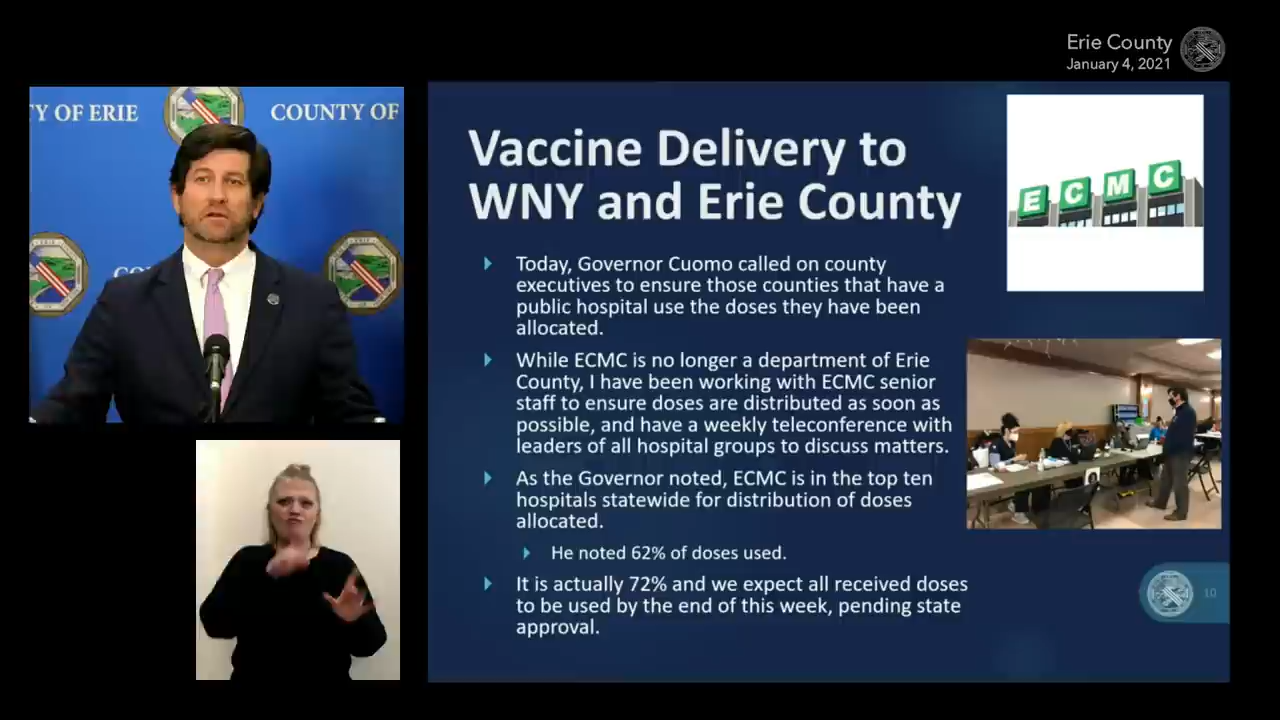 Erie County
January 4, 2021
TY OF ERIE
COUNTY OF
CO
Vaccine Delivery to
WNY and Erie County
ECMC
Today, Governor Cuomo called on county
executives to ensure those counties that have a
public hospital use the doses they have been
allocated.
While ECMC is no longer a department of Erie
County, I have been working with ECMC senior
staff to ensure doses are distributed as soon as
possible, and have a weekly teleconference with
leaders of all hospital groups to discuss matters.
As the Governor noted, ECMC is in the top ten
hospitals statewide for distribution of doses
allocated.
He noted 62% of doses used.
It is actually 72% and we expect all received doses
to be used by the end of this week, pending state
approval.
10